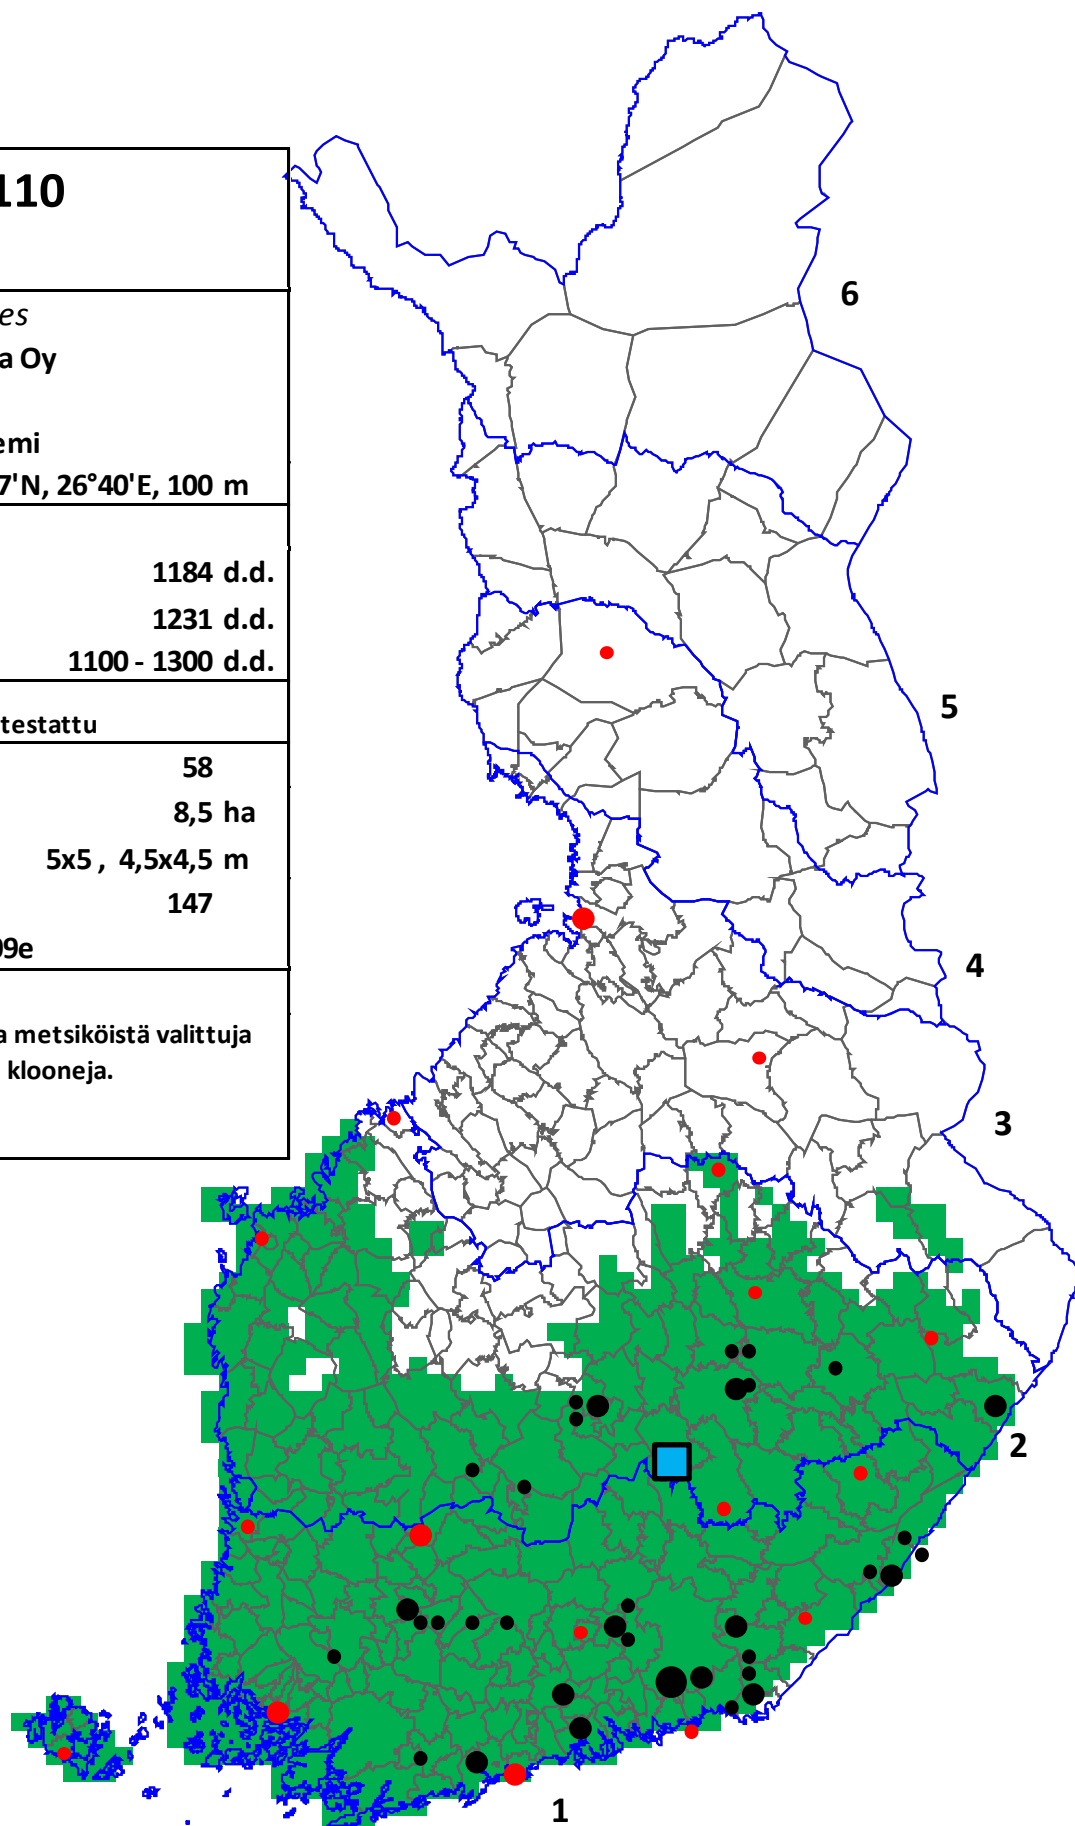 110
es
a Oy
emi
7'N, 26°40'E, 100 m
1184 d.d.
1231 d.d.
1100 - 1300 d.d.
testattu
58
8,5 ha
5x5 , 4,5x4,5 m
147
09e
a metsiköistä valittuja
klooneja.
6
5
4
3
2
1